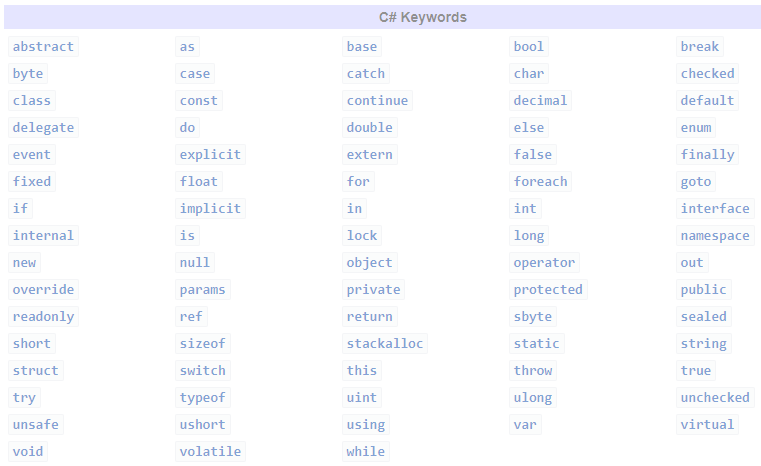 C# Keywords
abstract as base bool break
byte case catch char checked
class const continue decimal default
delegate do double else enum
event explicit extern false finally
fixed float for foreach goto
if implicit in int interface
internal is lock long namespace
new null object operator out
override params private protected public
readonly ref return sbyte sealed
short sizeof stackalloc static string
struct switch this throw true
try typeof uint ulong unchecked
unsafe ushort using var virtual
void volatile while